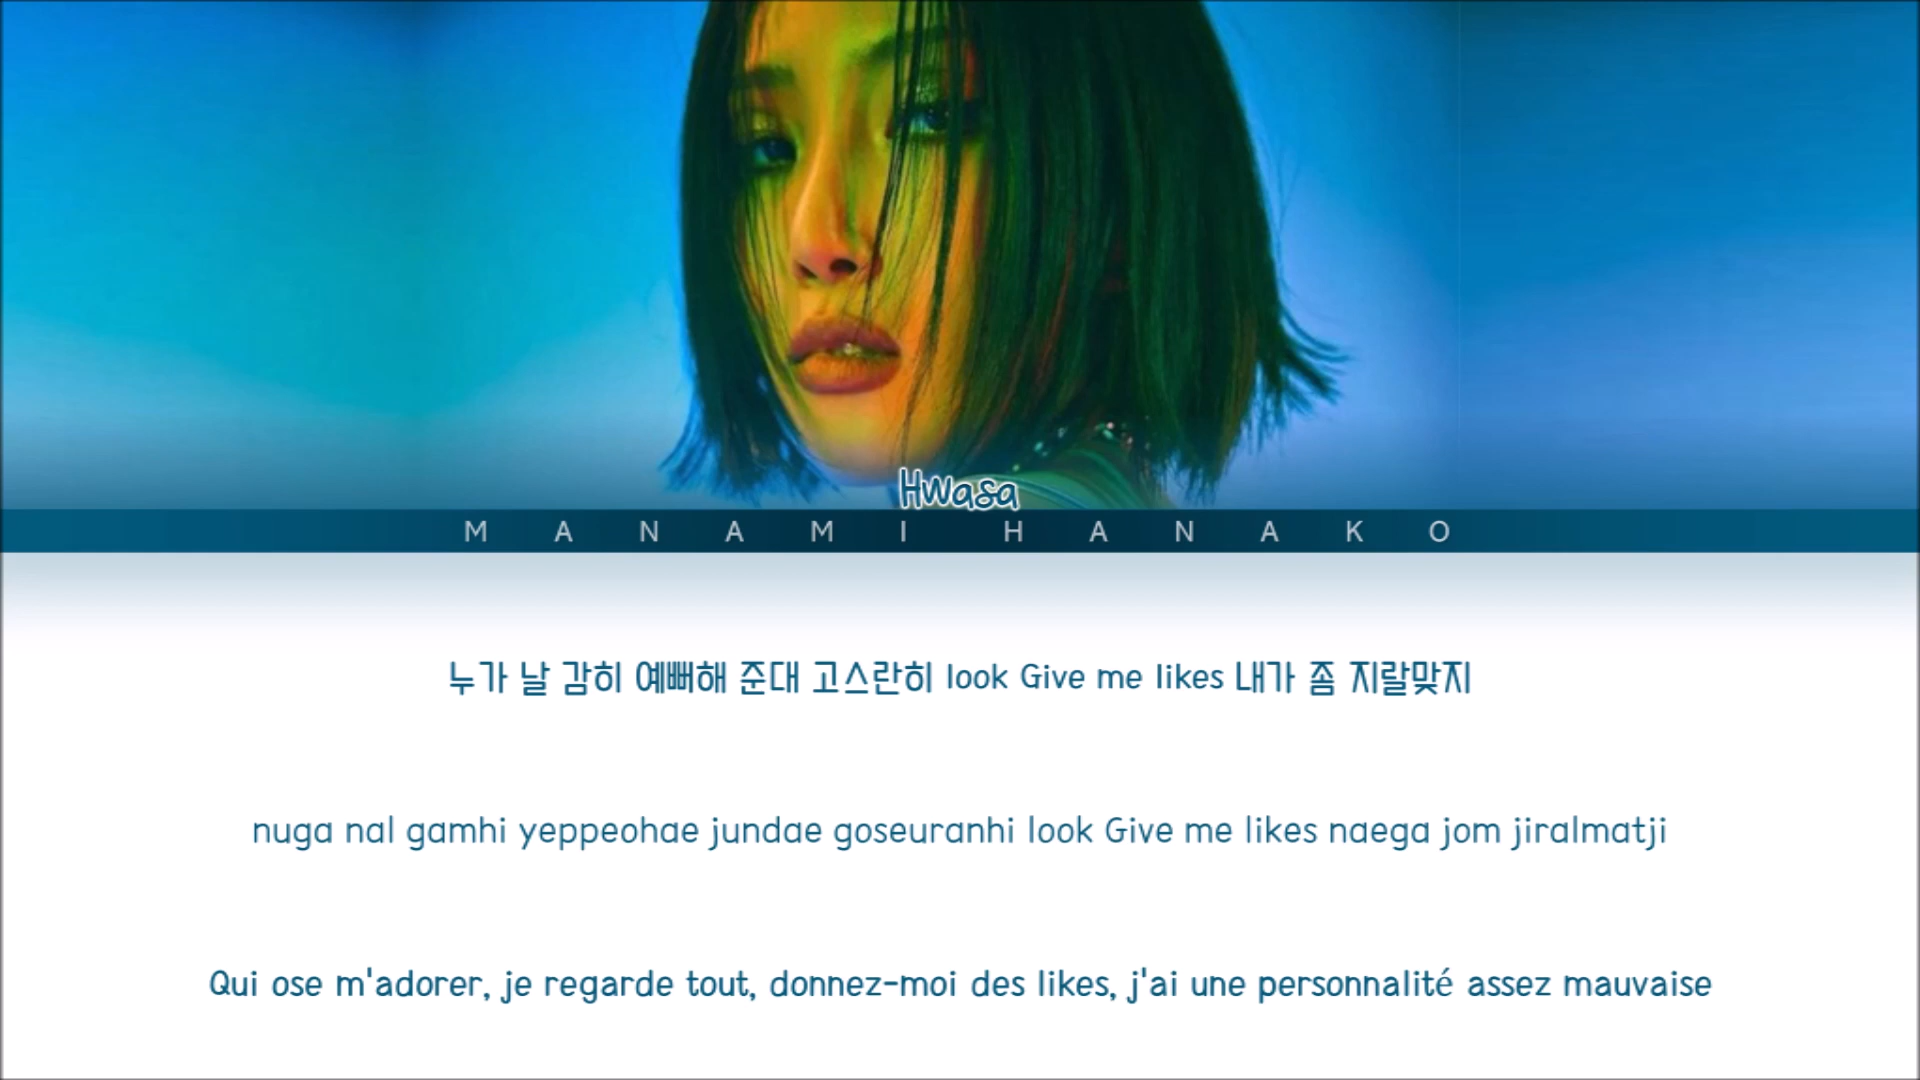 Hwasa
MANAMI HANAKO
누가 날 감히 예뻐해 준대 고스란히 look Give me likes 내가 좀 지랄맞지
nuga nal gamhi yeppeohae jundae goseuranhi look Give me likes naega jom jiralmatji
Qui ose m'adorer, je regarde tout, donnez-moi des likes, j'ai une personnalité assez mauvaise